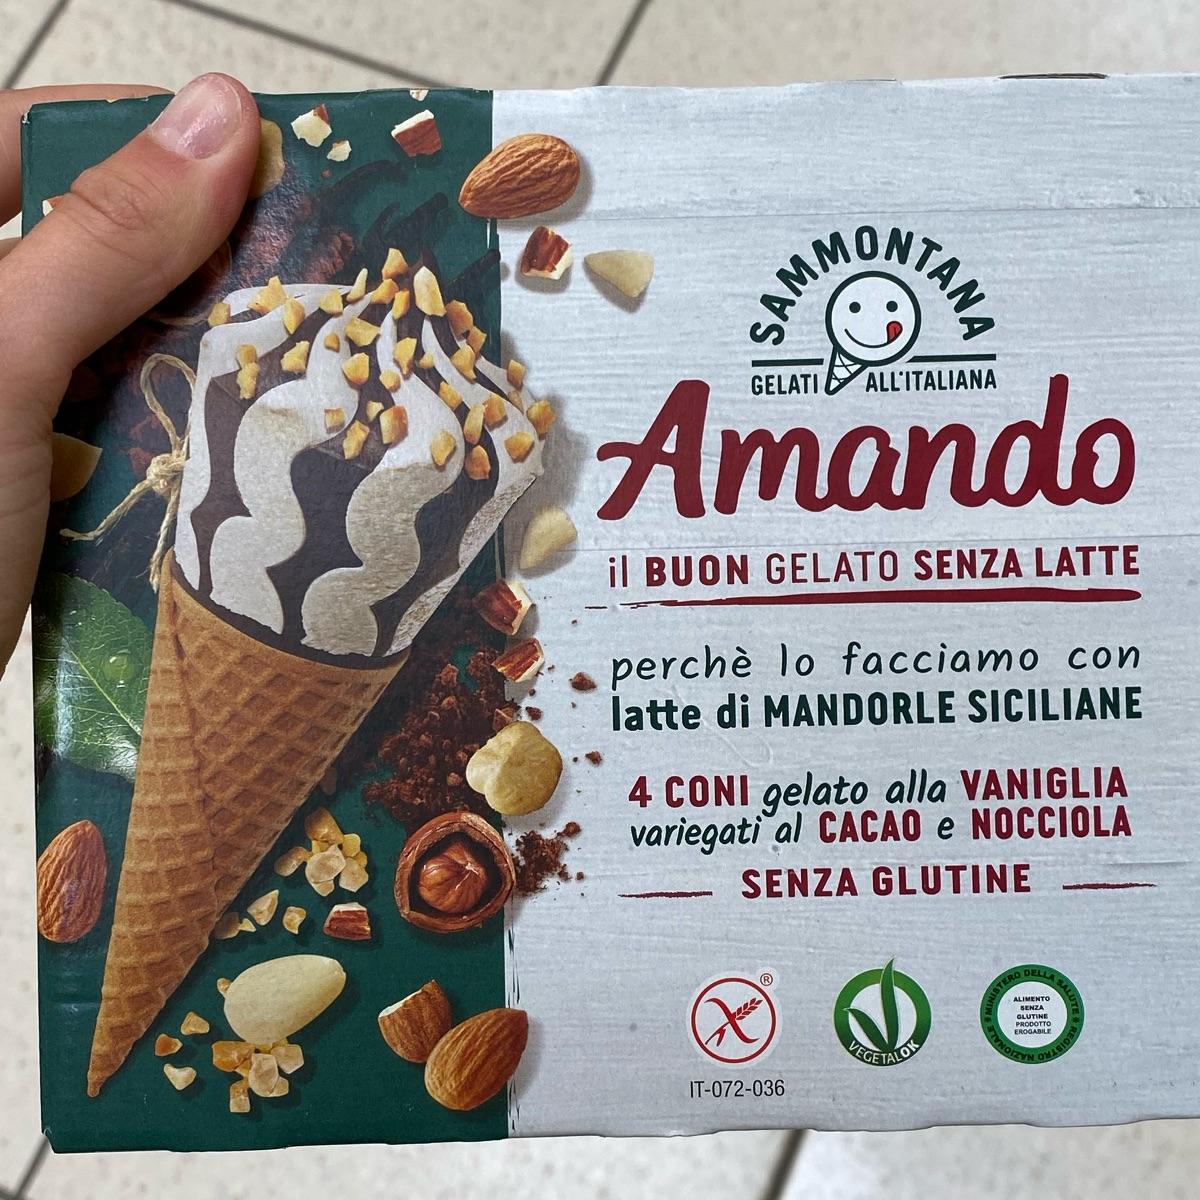 SAMMONTANA
GELATI ALL'ITALIANA
Amando
il BUON GELATO SENZA LATTE
perchè lo facciamo con
latte di MANDORLE SICILIANE
4 CONI gelato alla VANIGLIA
variegati al CACAO e NOCCIOLA
SENZA GLUTINE
®
IT-072-036
VEGETALOK
MINISTERO DELLA SALUTE
REGISTRO NAZIONALE
ALIMENTO
SENZA
GLUTINE
PRODOTTO
EROGABILE